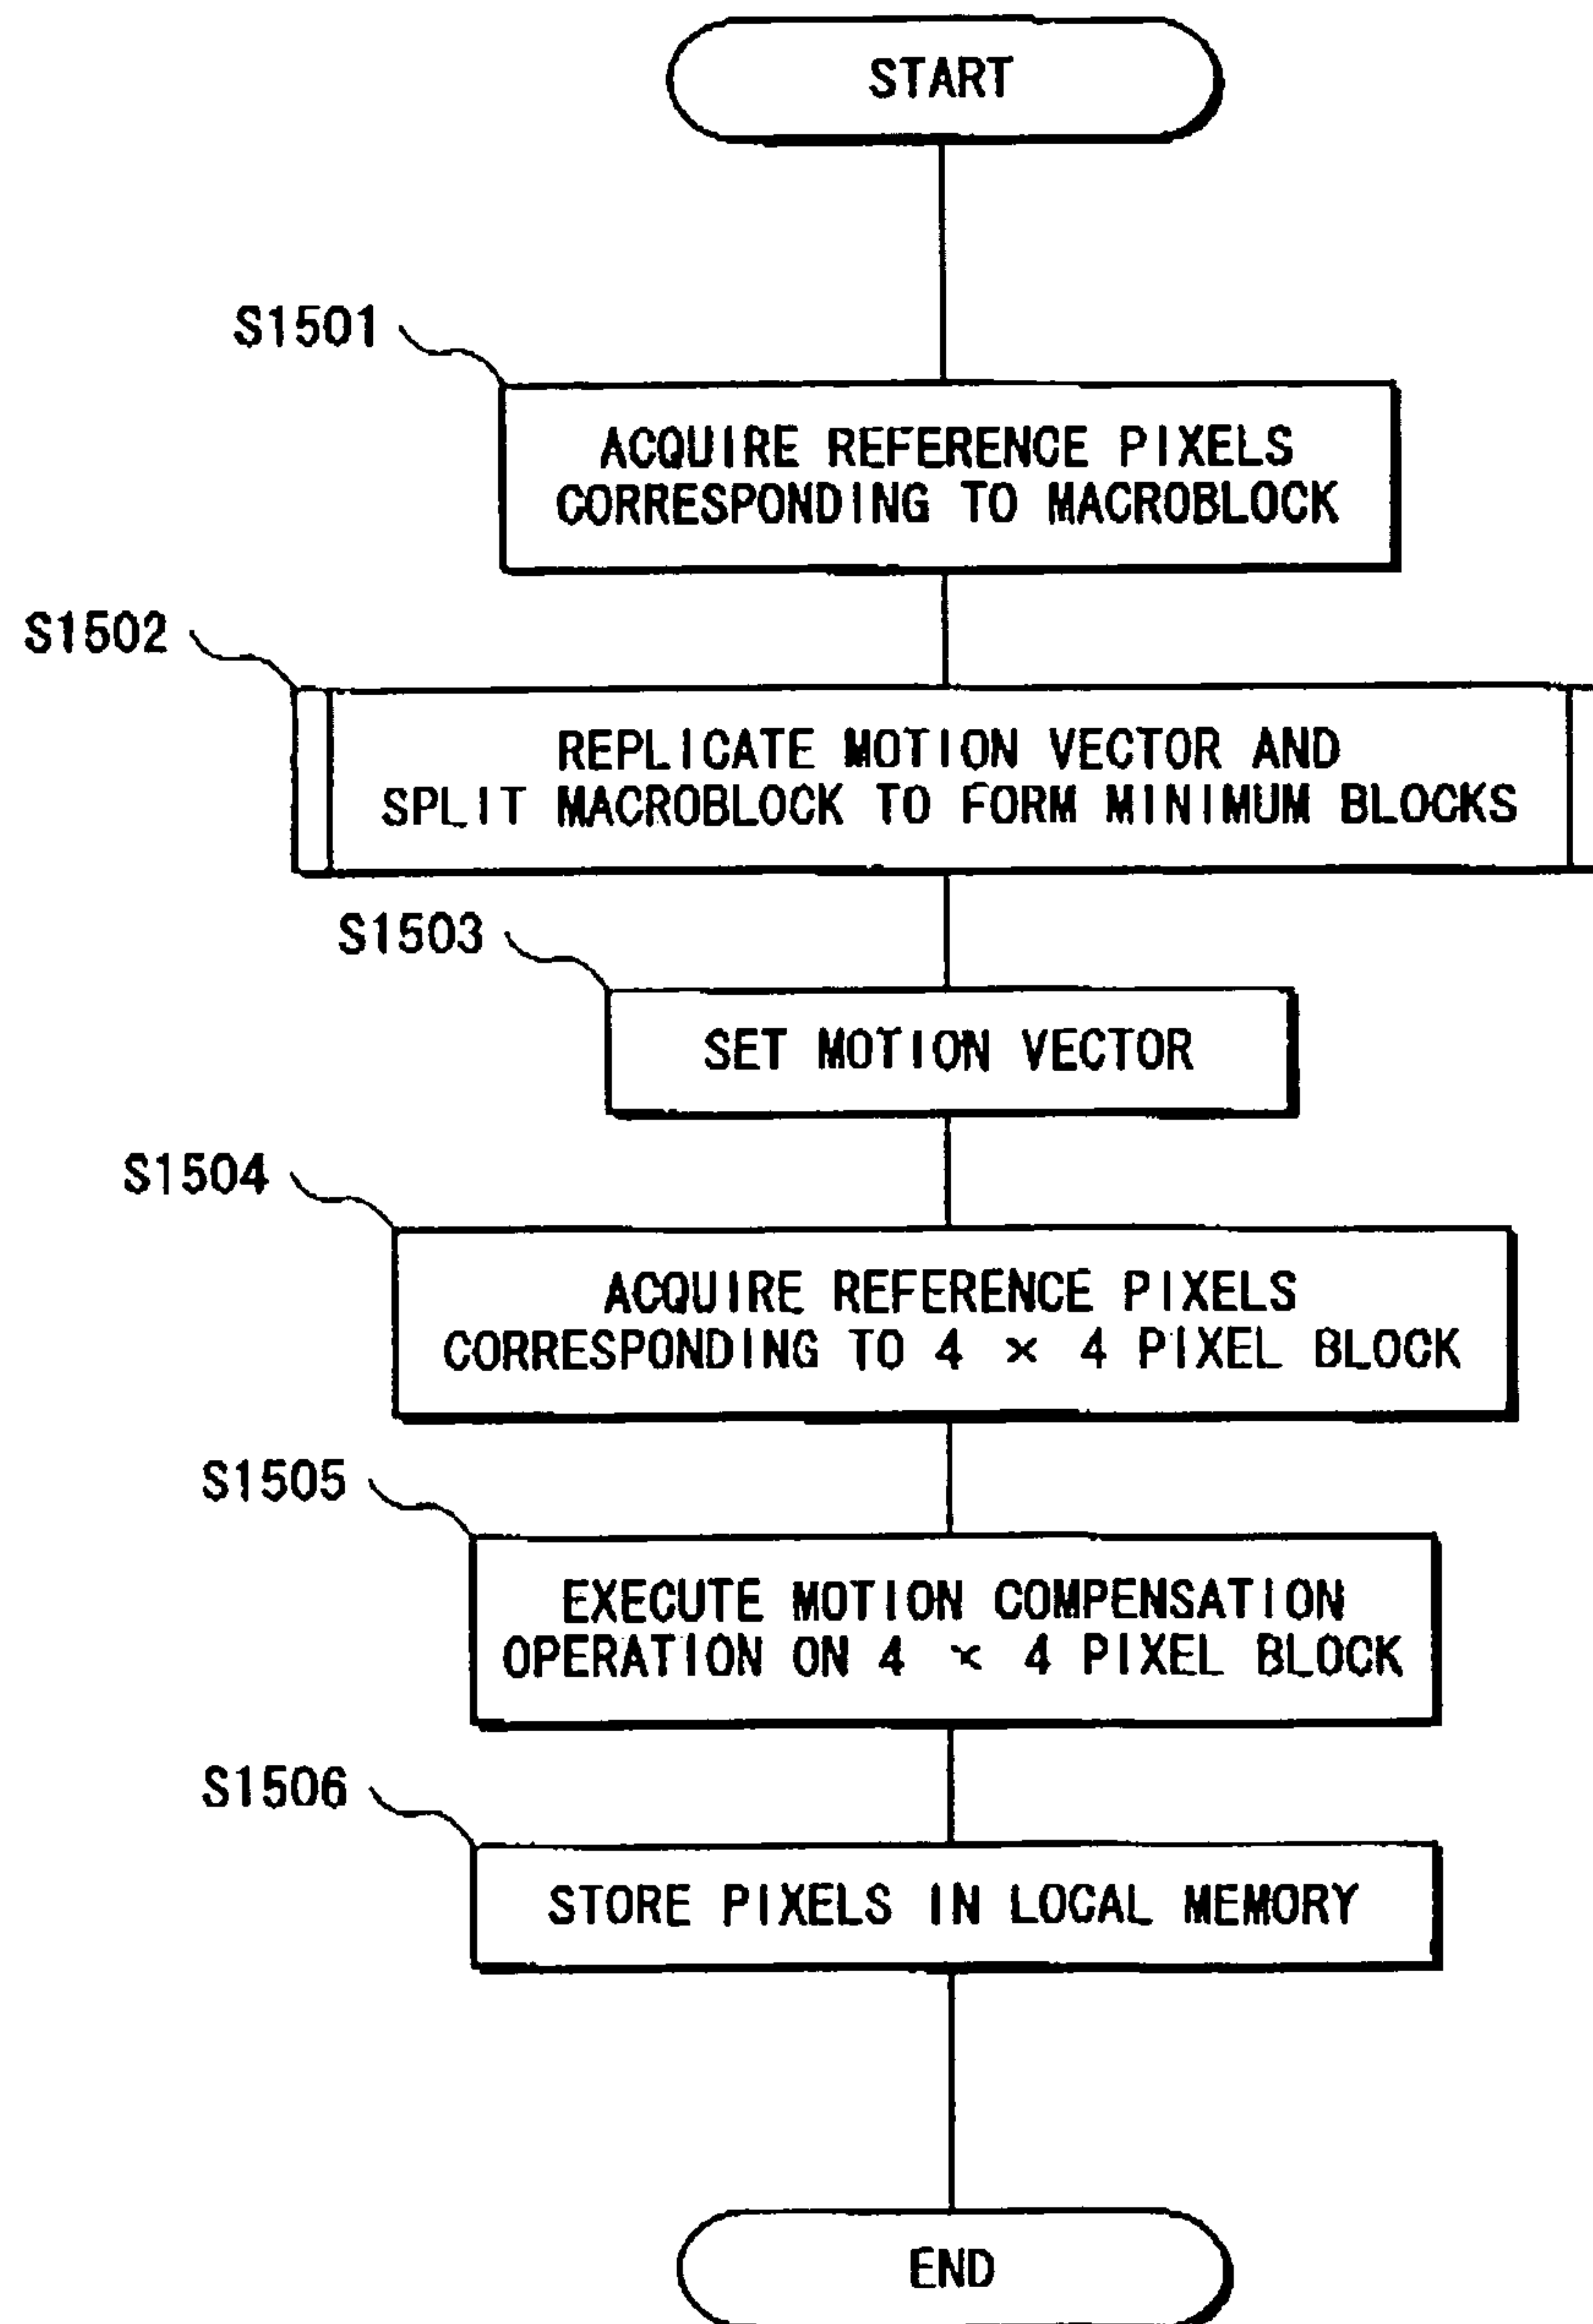 START
S1501
ACQUIRE REFERENCE PIXELS
CORRESPONDING TO MACROBLOCK
S1502
REPLICATE MOTION VECTOR AND
SPLIT MACROBLOCK TO FORM MINIMUM BLOCKS
S1503
SET MOTION VECTOR
S1504
ACQUIRE REFERENCE PIXELS
CORRESPONDING TO 4 × 4 PIXEL BLOCK
S1505
EXECUTE MOTION COMPENSATION
OPERATION ON 4 × 4 PIXEL BLOCK
S1506
STORE PIXELS IN LOCAL MEMORY
END